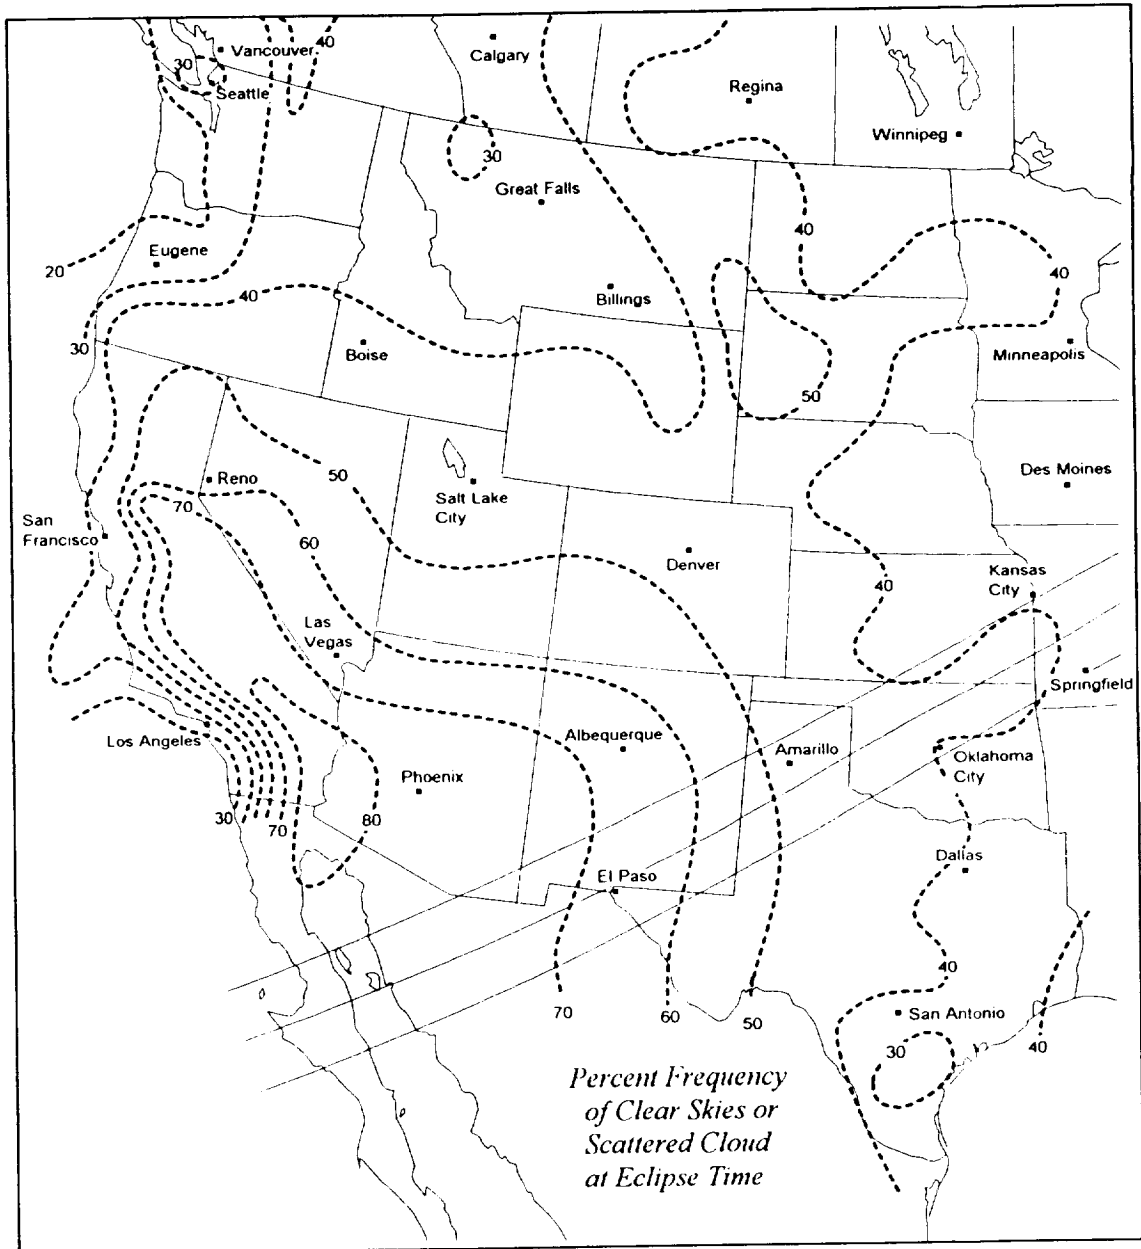 40
Vancouver
Calgary
30
Seattle
Regina
Winnipeg
30
Great Falls
40
20
Eugene
40
40
Billings
30
Boise
Minneapolis
50
50
Reno
Salt Lake
City
Des Moines
70
San
Francisco
60
Denver
40
Kansas
City
Las
Vegas
Springfield
Los Angeles
Albequerque
Amarillo
Oklahoma
City
Phoenix
30
70
80
El Paso
Dallas
40
70
60
50
San Antonio
30
40
Percent Frequency
of Clear Skies or
Scattered Cloud
at Eclipse Time